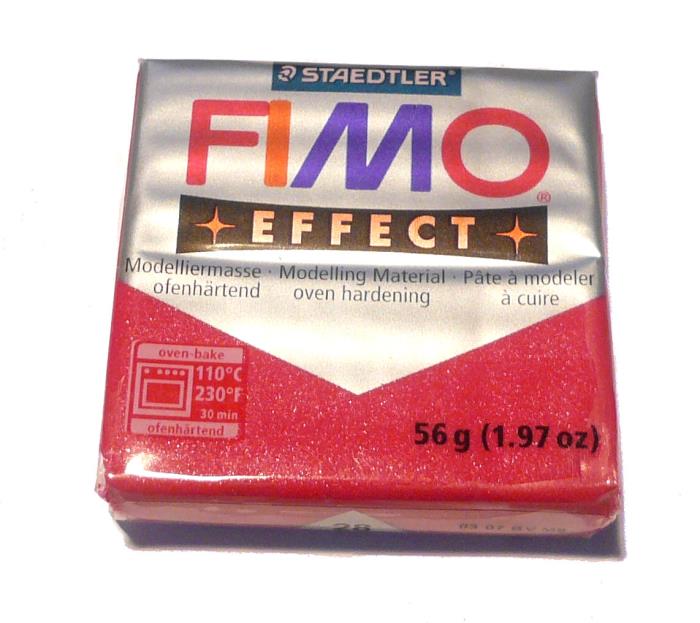 STAEDTLER®
FIMO®
EFFECT
Modelliermasse · Modelling Material · Pâte à modeler
ofenhärtend oven hardening à cuire
oven-bake
110°C
230°F
30 min
ofenhärtend
56 g (1.97 oz)
28